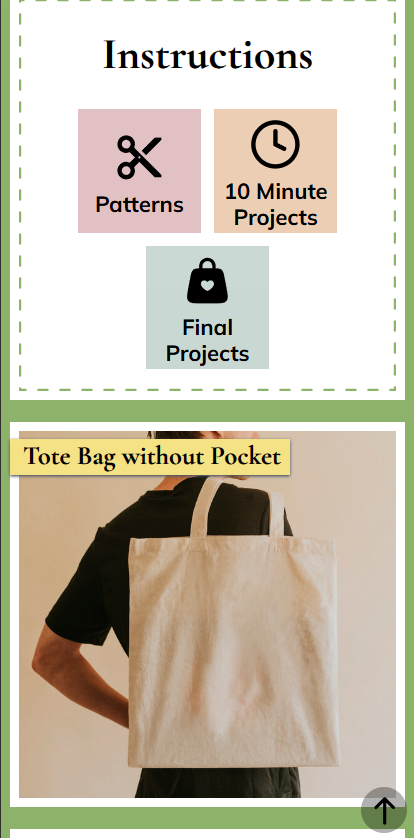 Instructions
Patterns
10 Minute
Projects
Final
Projects
Tote Bag without Pocket